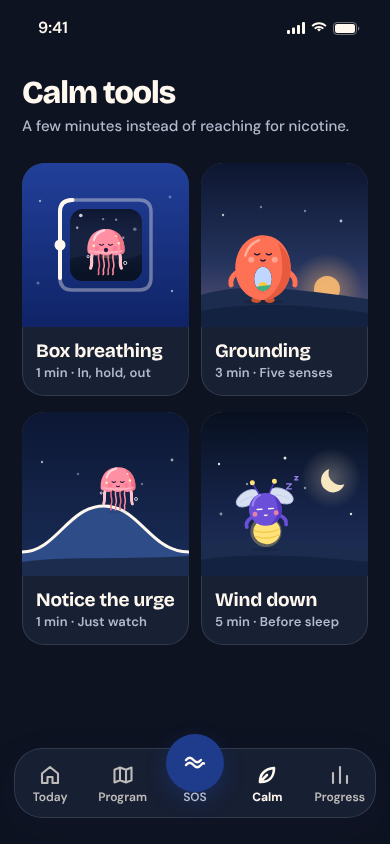 9:41
Calm tools
A few minutes instead of reaching for nicotine.
Box breathing
1 min · In, hold, out
Grounding
3 min · Five senses
z z
Notice the urge
1 min · Just watch
Wind down
5 min · Before sleep
Today
Program
SOS
Calm
Progress